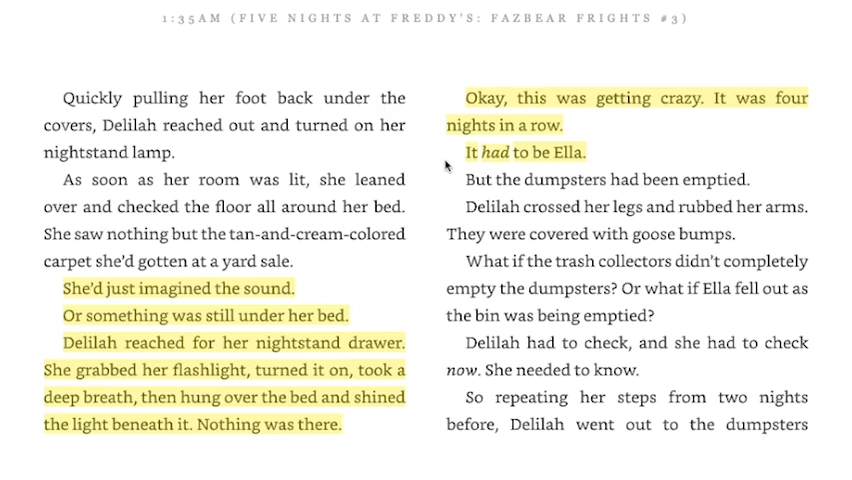 1:35AM (FIVE NIGHTS AT FREDDY'S: FAZBEAR FRIGHTS #3)
Quickly pulling her foot back under the
covers, Delilah reached out and turned on her
nightstand lamp.
As soon as her room was lit, she leaned
over and checked the floor all around her bed.
She saw nothing but the tan-and-cream-colored
carpet she'd gotten at a yard sale.
She'd just imagined the sound.
Or something was still under her bed.
Delilah reached for her nightstand drawer.
She grabbed her flashlight, turned it on, took a
deep breath, then hung over the bed and shined
the light beneath it. Nothing was there.
Okay, this was getting crazy. It was four
nights in a row.
It had to be Ella.
But the dumpsters had been emptied.
Delilah crossed her legs and rubbed her arms.
They were covered with goose bumps.
What if the trash collectors didn't completely
empty the dumpsters? Or what if Ella fell out as
the bin was being emptied?
Delilah had to check, and she had to check
now. She needed to know.
So repeating her steps from two nights
before, Delilah went out to the dumpsters